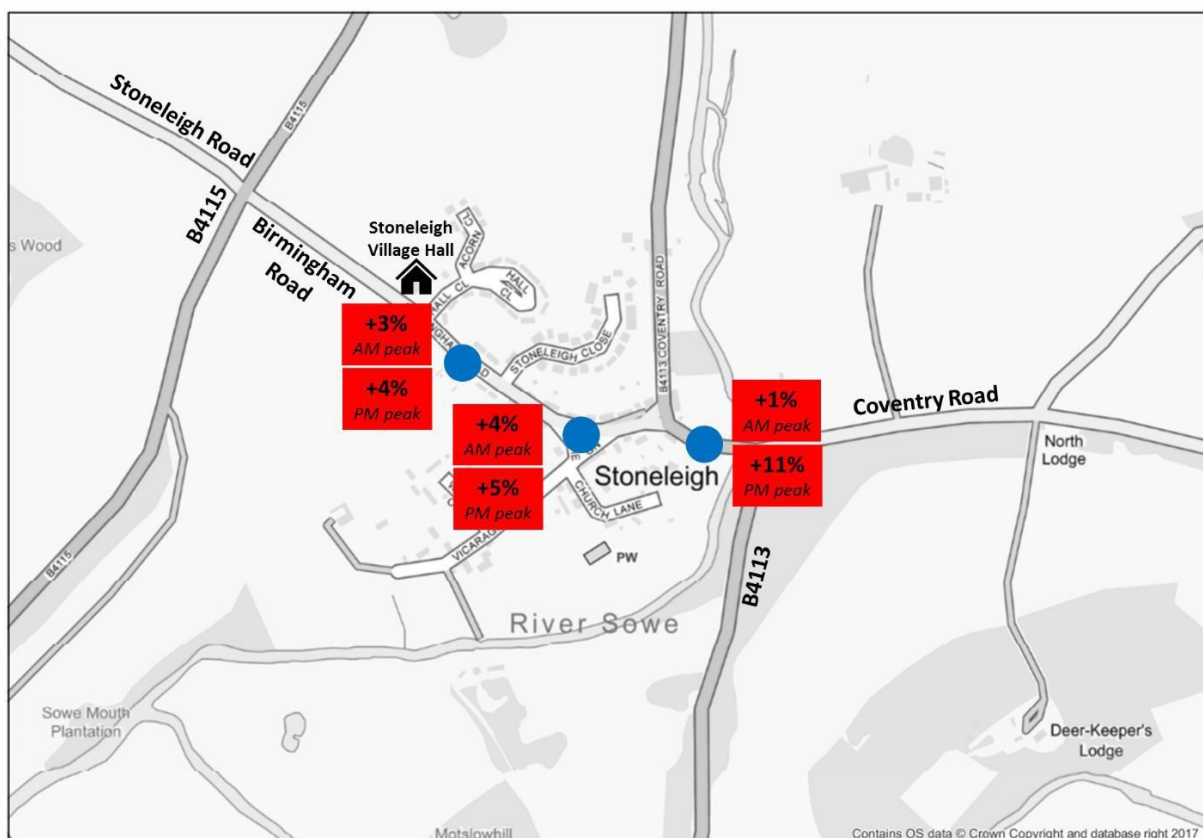 Stoneleigh Road
B4115
B4115
Birmingham
Road
s Wood
Stoneleigh
Village Hall
ACORN CL
HALL CL
HALL
CL
STONELEIGH CLOSE
B4113 COVENTRY ROAD
+3%
AM peak
+4%
PM peak
+4%
AM peak
+5%
PM peak
+1%
AM peak
+11%
PM peak
Coventry Road
North
Lodge
Stoneleigh
CHURCH LANE
VICARAG
PW
B4115
B4113
River Sowe
Sowe Mouth
Plantation
Deer-Keeper's
Lodge
Motslowhill
Contains OS data © Crown Copyright and database right 2017